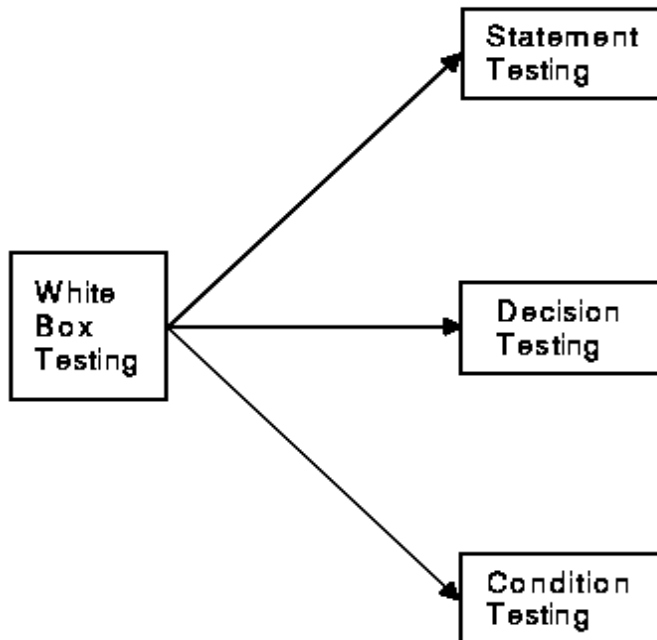 Statement
Testing
White
Box
Testing
Decision
Testing
Condition
Testing